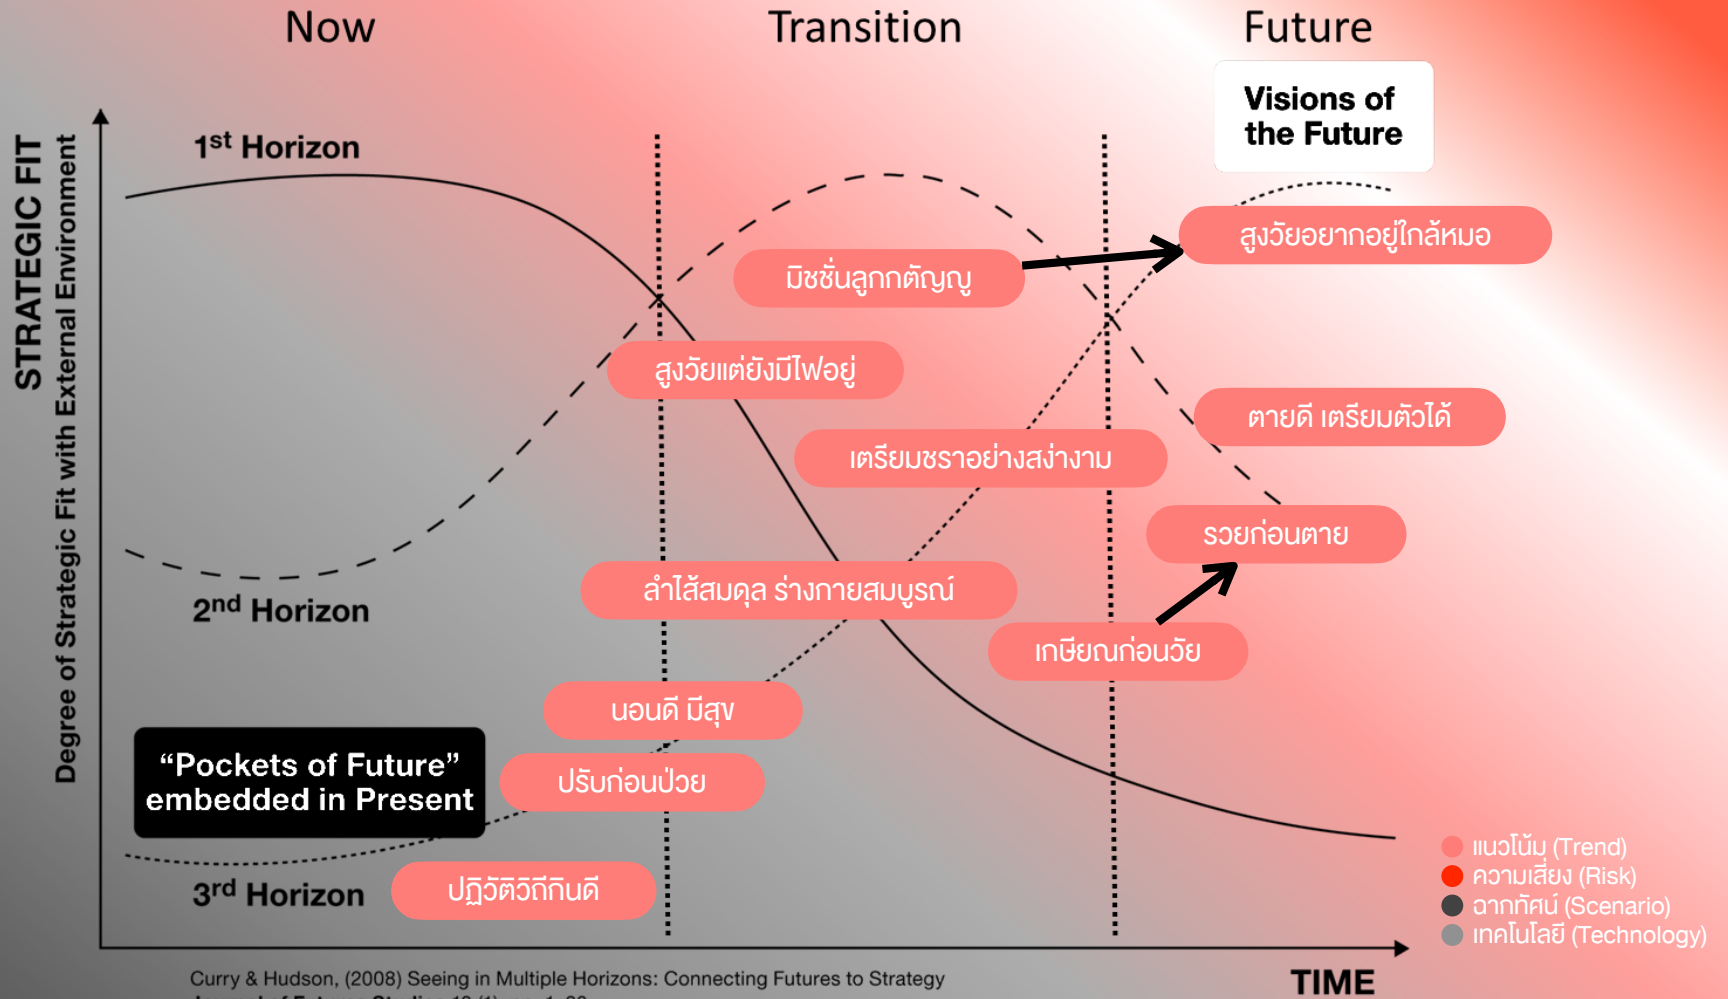 Now
Transition
Future
Visions of
the Future
STRATEGIC FIT
Degree of Strategic Fit with External Environment
1st Horizon
สูงวัยอยากอยู่ใกล้หมอ
มิชชั่นลูกกตัญญู
สูงวัยแต่ยังมีไฟอยู่
ตายดี เตรียมตัวได้
เตรียมชราอย่างสง่างาม
รวยก่อนตาย
ลำไส้สมดุล ร่างกายสมบูรณ์
2nd Horizon
เกษียณก่อนวัย
นอนดี มีสุข
“Pockets of Future”
embedded in Present
ปรับก่อนป่วย
3rd Horizon
ปฏิวัติวิถีกินดี
แนวโน้ม (Trend)
ความเสี่ยง (Risk)
ฉากทัศน์ (Scenario)
เทคโนโลยี (Technology)
TIME
Curry & Hudson, (2008) Seeing in Multiple Horizons: Connecting Futures to Strategy